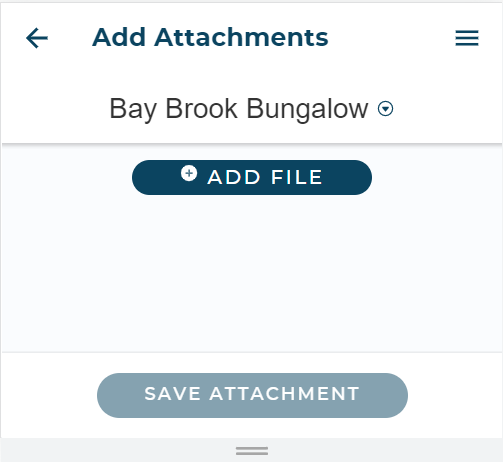 Add Attachments
Bay Brook Bungalow
ADD FILE
SAVE ATTACHMENT